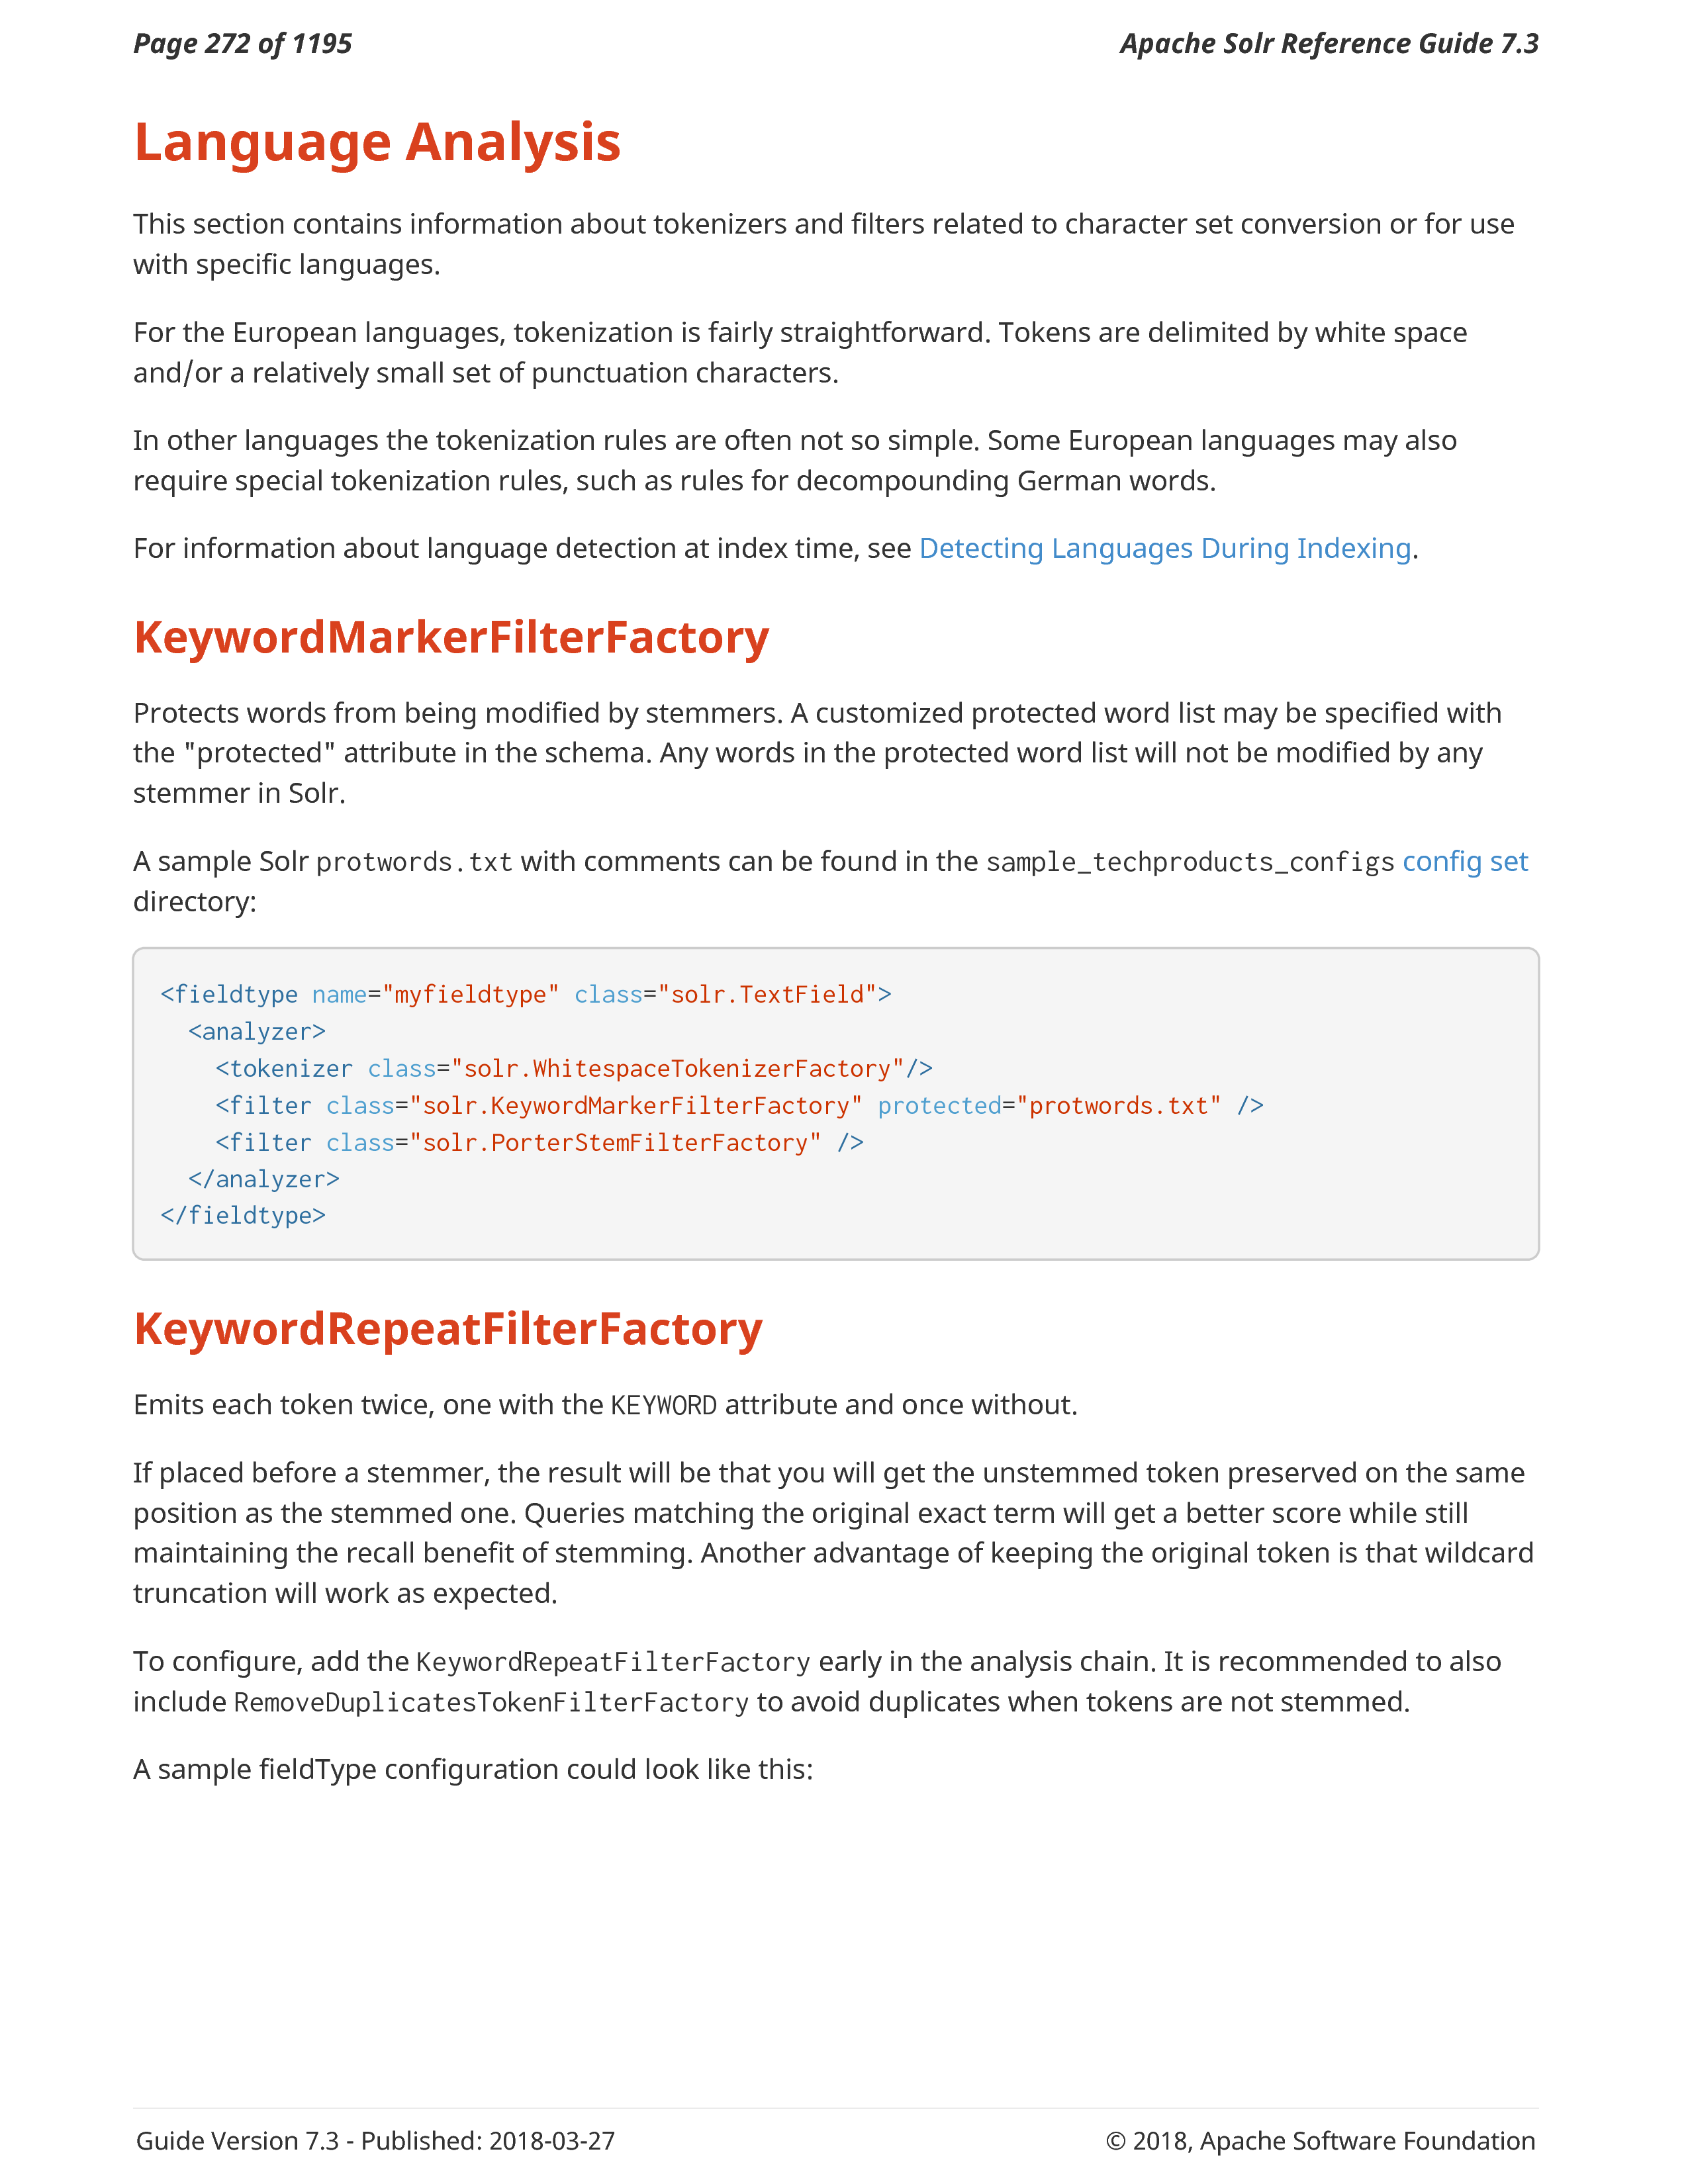 Page 272 of 1195
Apache Solr Reference Guide 7.3
Language Analysis
This section contains information about tokenizers and filters related to character set conversion or for use
with specific languages.
For the European languages, tokenization is fairly straightforward. Tokens are delimited by white space
and/or a relatively small set of punctuation characters.
In other languages the tokenization rules are often not so simple. Some European languages may also
require special tokenization rules, such as rules for decompounding German words.
For information about language detection at index time, see Detecting Languages During Indexing.
KeywordMarkerFilterFactory
Protects words from being modified by stemmers. A customized protected word list may be specified with
the "protected" attribute in the schema. Any words in the protected word list will not be modified by any
stemmer in Solr.
A sample Solr protwords.txt with comments can be found in the sample_techproducts_configs config set
directory:
<fieldtype name="myfieldtype" class="solr.TextField">
  <analyzer>
    <tokenizer class="solr.WhitespaceTokenizerFactory"/>
    <filter class="solr.KeywordMarkerFilterFactory" protected="protwords.txt" />
    <filter class="solr.PorterStemFilterFactory" />
  </analyzer>
</fieldtype>
KeywordRepeatFilterFactory
Emits each token twice, one with the KEYWORD attribute and once without.
If placed before a stemmer, the result will be that you will get the unstemmed token preserved on the same
position as the stemmed one. Queries matching the original exact term will get a better score while still
maintaining the recall benefit of stemming. Another advantage of keeping the original token is that wildcard
truncation will work as expected.
To configure, add the KeywordRepeatFilterFactory early in the analysis chain. It is recommended to also
include RemoveDuplicatesTokenFilterFactory to avoid duplicates when tokens are not stemmed.
A sample fieldType configuration could look like this:
Guide Version 7.3 - Published: 2018-03-27
© 2018, Apache Software Foundation